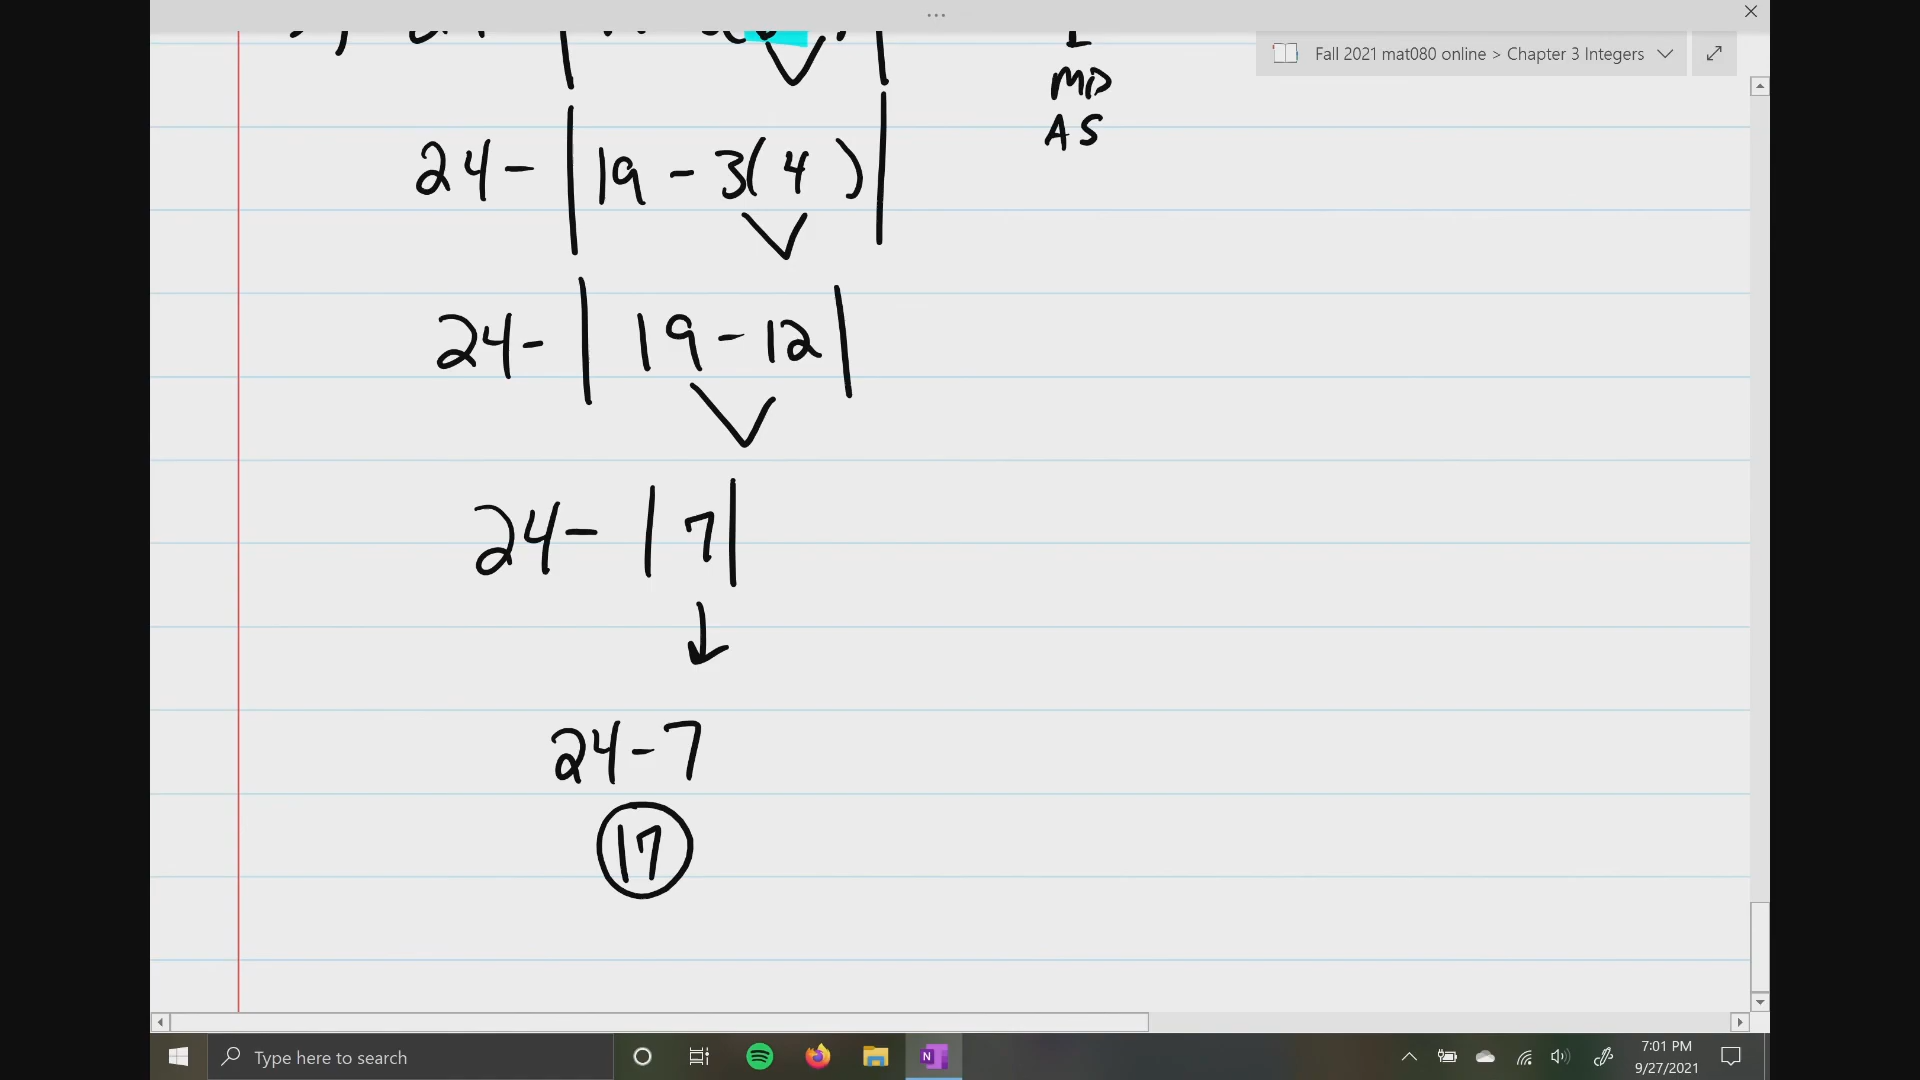 Fall 2021 mat080 online > Chapter 3 Integers
MD
AS
24 - | 19 - 3( 4 ) |
24 - | 19 - 12 |
24 - | 7 |
24 - 7
17
Type here to search
N
7:01 PM
9/27/2021